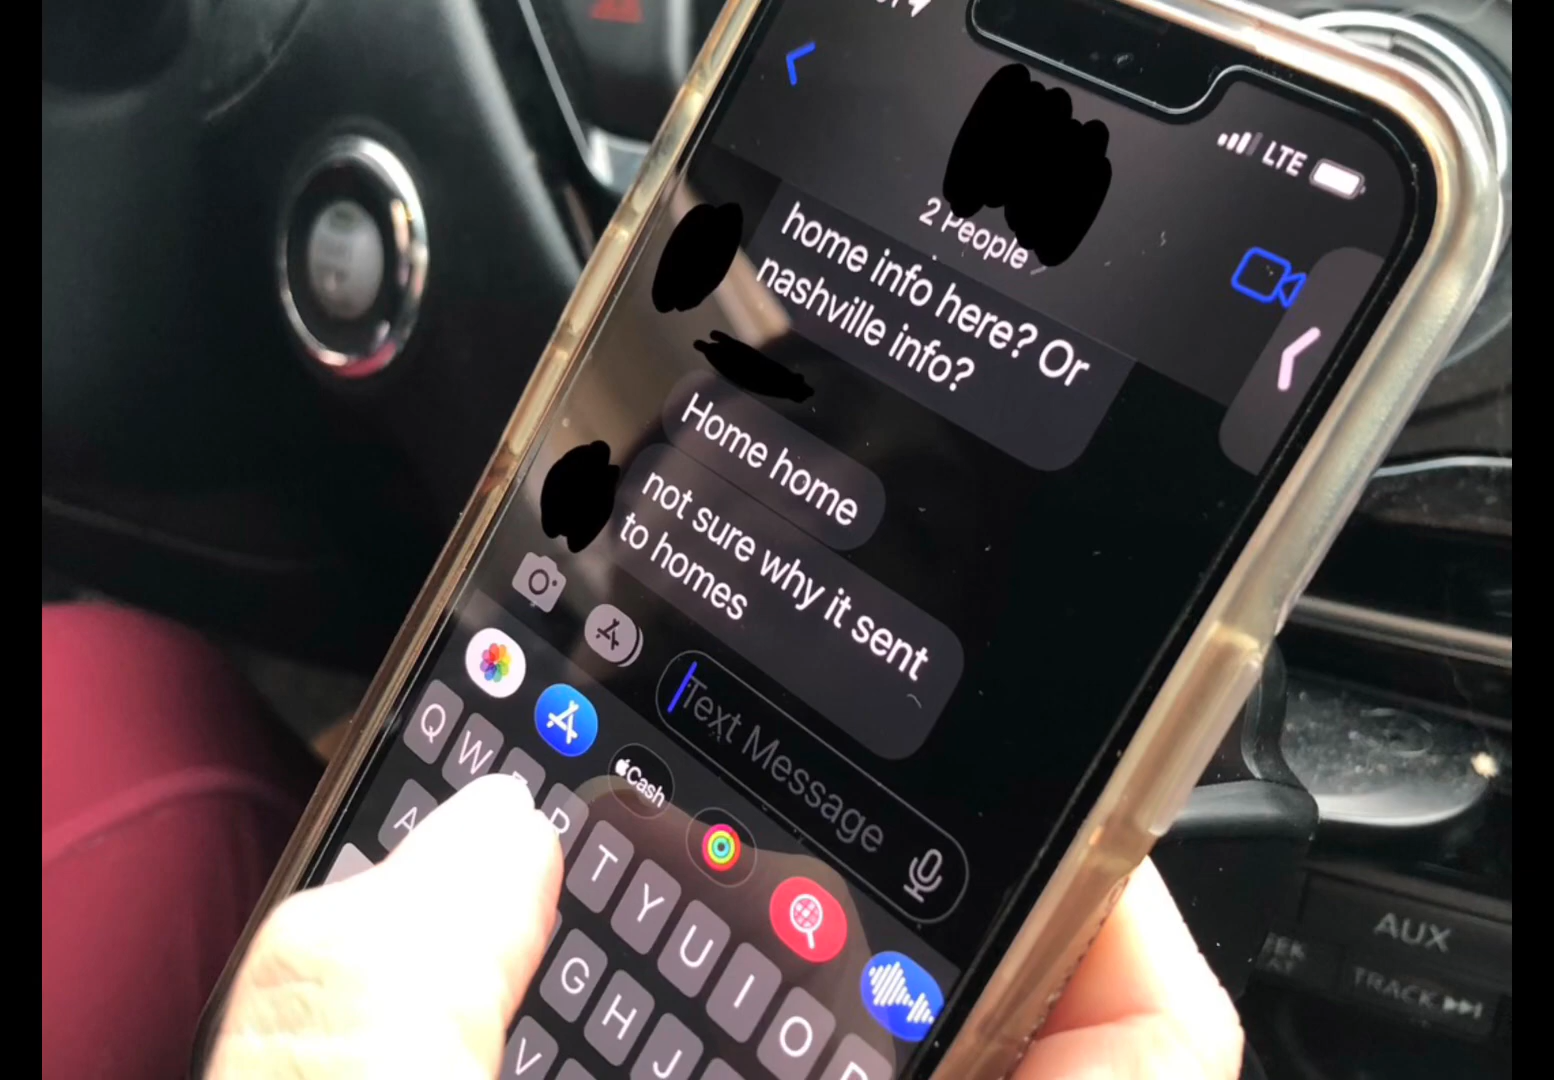 LTE
2 People
home info here? Or
nashville info?
Home home
not sure why it sent
to homes
Text Message
Cash
Q W R T Y U I O P
A G H J
V
AUX
TRACK